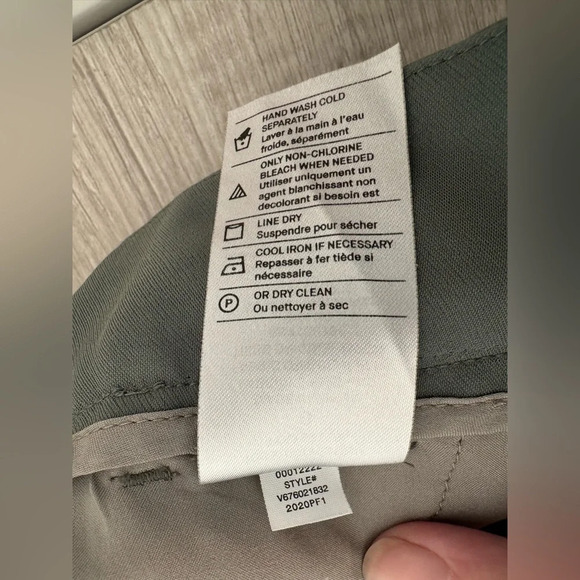 HAND WASH COLD
SEPARATELY
Laver à la main à l'eau
froide, séparément
ONLY NON-CHLORINE
BLEACH WHEN NEEDED
Utiliser uniquement un
agent blanchissant non
decolorant si besoin est
LINE DRY
Suspendre pour sécher
COOL IRON IF NECESSARY
Repasser à fer tiède si
nécessaire
P
OR DRY CLEAN
Ou nettoyer à sec
STYLE#
V676021832
2020PF1